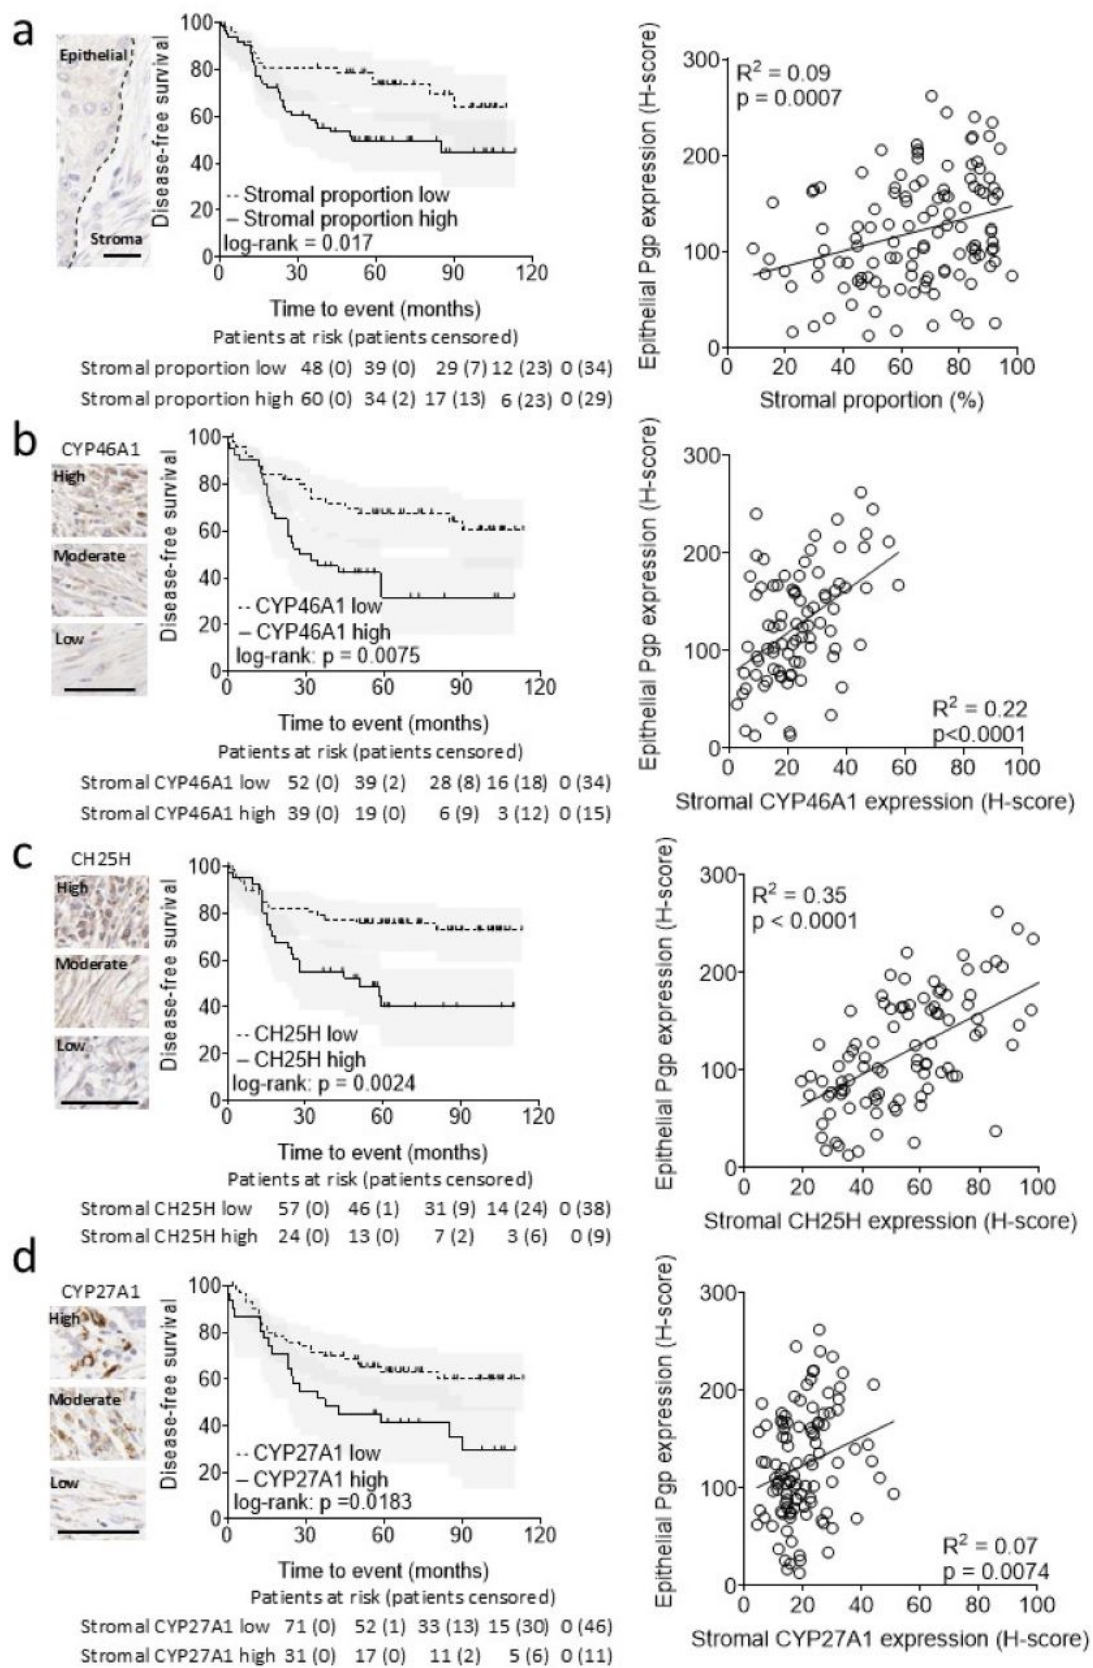 a
Epithelial
Stroma
Disease-free survival
100
80
60
40
20
0
-- Stromal proportion low
— Stromal proportion high
log-rank = 0.017
0 30 60 90 120
Time to event (months)
Patients at risk (patients censored)
Stromal proportion low 48 (0) 39 (0) 29 (7) 12 (23) 0 (34)
Stromal proportion high 60 (0) 34 (2) 17 (13) 6 (23) 0 (29)
Epithelial Pgp expression (H-score)
300
200
100
0
R² = 0.09
p = 0.0007
0 20 40 60 80 100
Stromal proportion (%)
b
CYP46A1
High
Moderate
Low
Disease-free survival
100
80
60
40
20
0
-- CYP46A1 low
— CYP46A1 high
log-rank: p = 0.0075
0 30 60 90 120
Time to event (months)
Patients at risk (patients censored)
Stromal CYP46A1 low 52 (0) 39 (2) 28 (8) 16 (18) 0 (34)
Stromal CYP46A1 high 39 (0) 19 (0) 6 (9) 3 (12) 0 (15)
Epithelial Pgp expression (H-score)
300
200
100
0
R² = 0.22
p<0.0001
0 20 40 60 80 100
Stromal CYP46A1 expression (H-score)
c
CH25H
High
Moderate
Low
Disease-free survival
100
80
60
40
20
0
-- CH25H low
— CH25H high
log-rank: p = 0.0024
0 30 60 90 120
Time to event (months)
Patients at risk (patients censored)
Stromal CH25H low 57 (0) 46 (1) 31 (9) 14 (24) 0 (38)
Stromal CH25H high 24 (0) 13 (0) 7 (2) 3 (6) 0 (9)
Epithelial Pgp expression (H-score)
300
200
100
0
R² = 0.35
p < 0.0001
0 20 40 60 80 100
Stromal CH25H expression (H-score)
d
CYP27A1
High
Moderate
Low
Disease-free survival
100
80
60
40
20
0
-- CYP27A1 low
— CYP27A1 high
log-rank: p =0.0183
0 30 60 90 120
Time to event (months)
Patients at risk (patients censored)
Stromal CYP27A1 low 71 (0) 52 (1) 33 (13) 15 (30) 0 (46)
Stromal CYP27A1 high 31 (0) 17 (0) 11 (2) 5 (6) 0 (11)
Epithelial Pgp expression (H-score)
300
200
100
0
R² = 0.07
p = 0.0074
0 20 40 60 80 100
Stromal CYP27A1 expression (H-score)